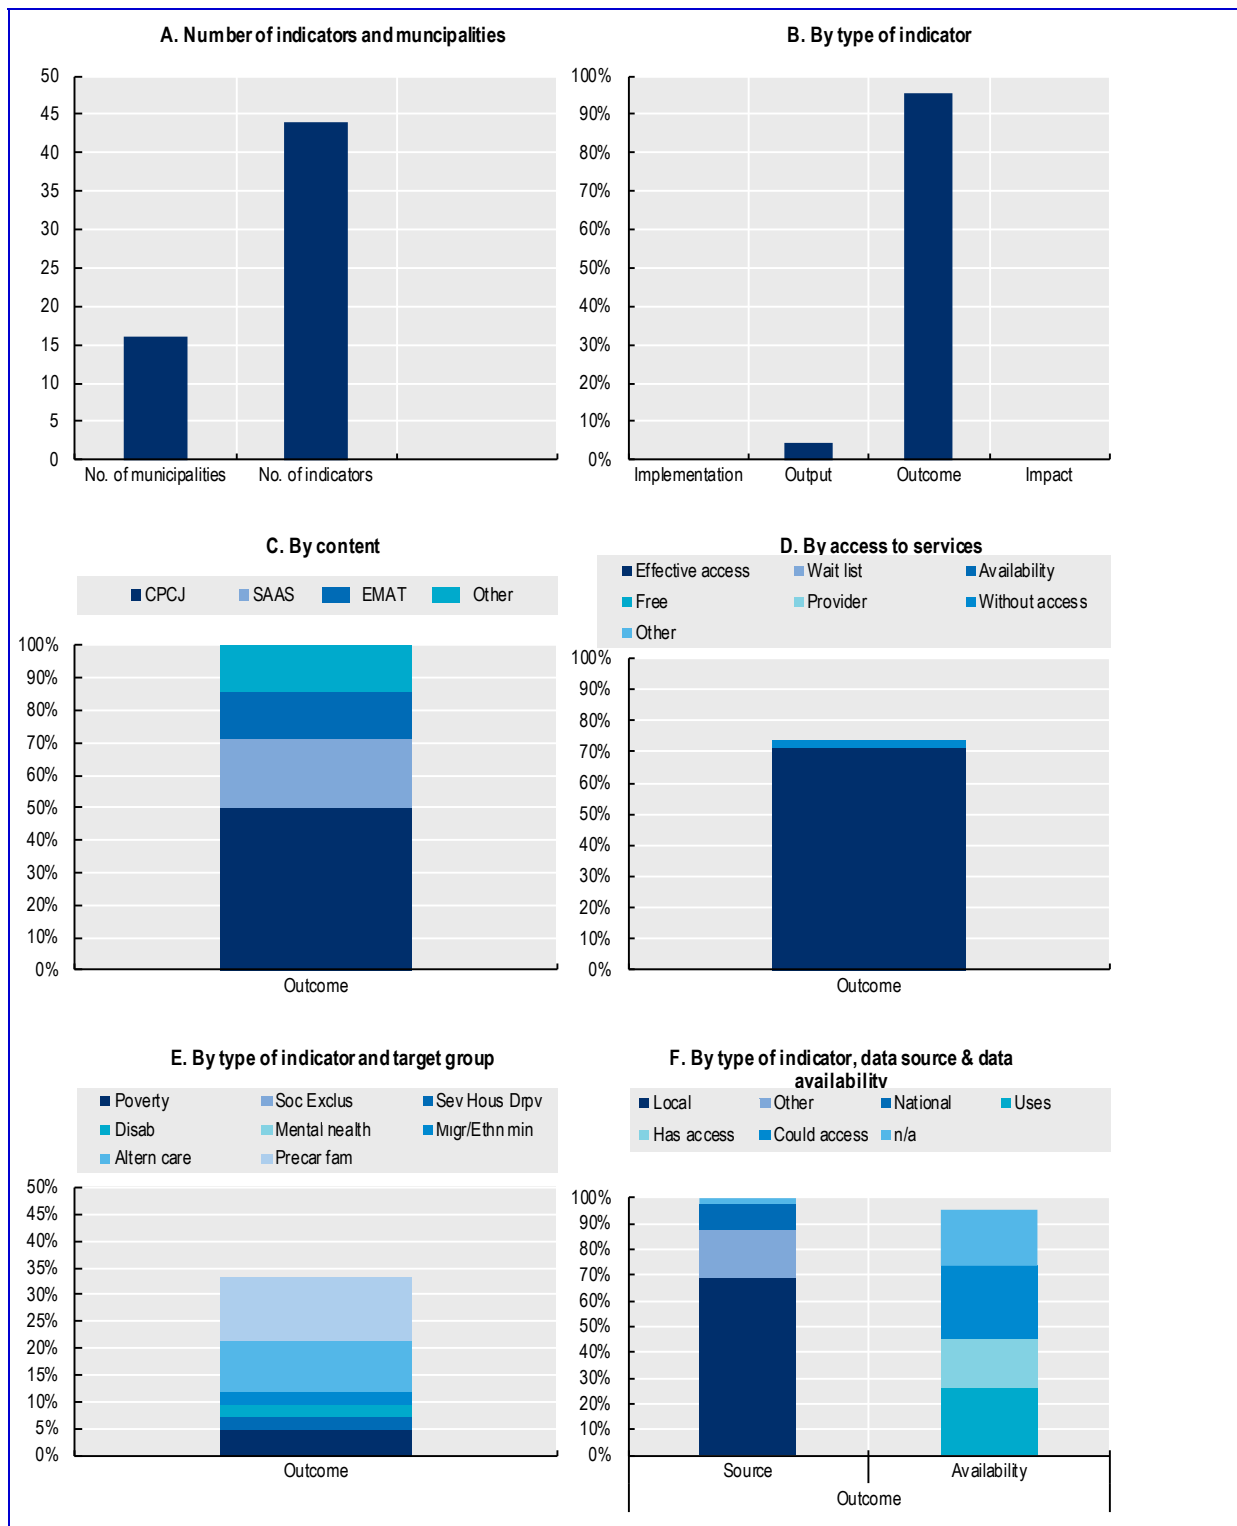 A. Number of indicators and muncipalities
50
45
40
35
30
25
20
15
10
5
0
No. of municipalities No. of indicators
B. By type of indicator
100%
90%
80%
70%
60%
50%
40%
30%
20%
10%
0%
Implementation Output Outcome Impact
C. By content
CPCJ SAAS EMAT Other
100%
90%
80%
70%
60%
50%
40%
30%
20%
10%
0%
Outcome
D. By access to services
Effective access Wait list Availability
Free Provider Without access
Other
100%
90%
80%
70%
60%
50%
40%
30%
20%
10%
0%
Outcome
E. By type of indicator and target group
Poverty Soc Exclus Sev Hous Drpv
Disab Mental health Migr/Ethn min
Altern care Precar fam
50%
45%
40%
35%
30%
25%
20%
15%
10%
5%
0%
Outcome
F. By type of indicator, data source & data
availability
Local Other National Uses
Has access Could access n/a
100%
90%
80%
70%
60%
50%
40%
30%
20%
10%
0%
Source Availability
Outcome